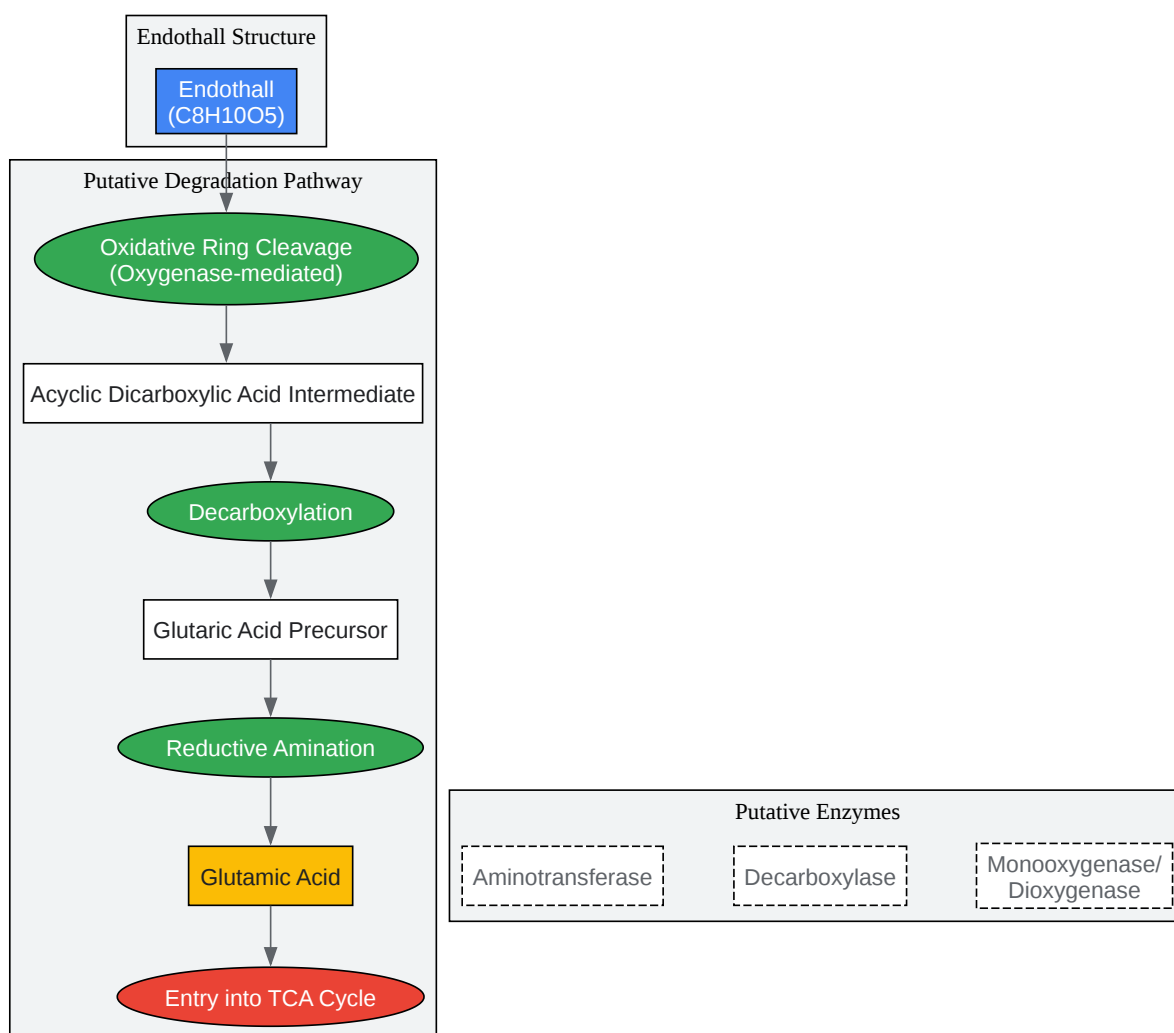 Endothall Structure
Endothall
(C8H10O5)
Putative Degradation Pathway
Oxidative Ring Cleavage
(Oxygenase-mediated)
Acyclic Dicarboxylic Acid Intermediate
Decarboxylation
Glutaric Acid Precursor
Reductive Amination
Glutamic Acid
Entry into TCA Cycle
Putative Enzymes
Aminotransferase
Decarboxylase
Monooxygenase/
Dioxygenase